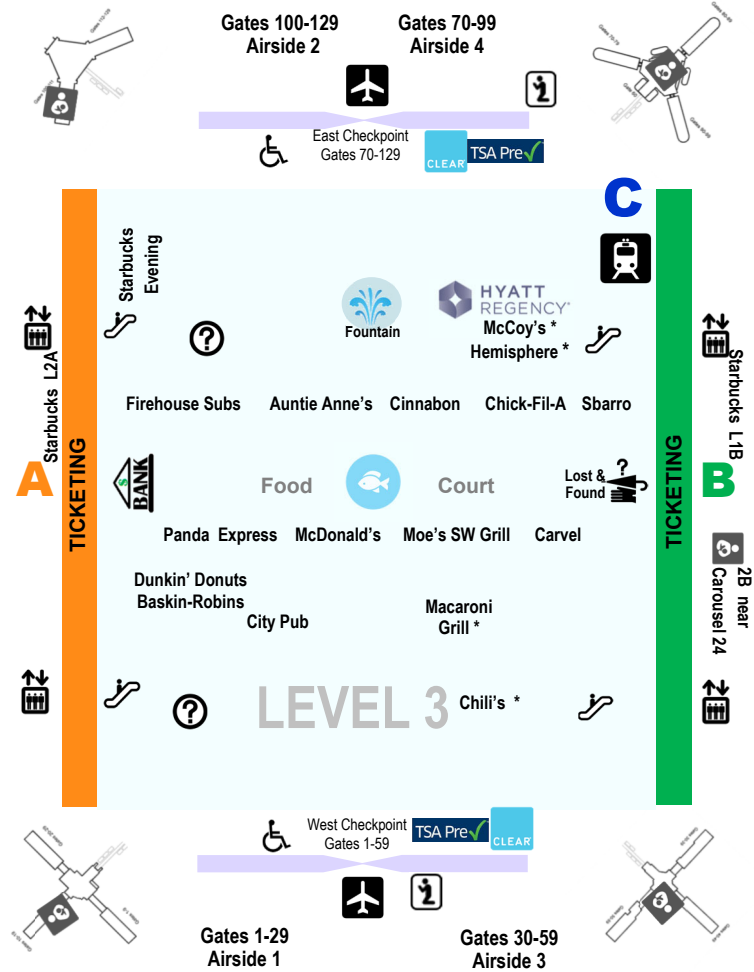 Gates 100-129
Airside 2
Gates 70-99
Airside 4
East Checkpoint
Gates 70-129
CLEAR
TSA Pre✓
C
Starbucks
Evening
HYATT
REGENCY
Fountain
McCoy's *
Hemisphere *
Starbucks L2A
Starbucks L1B
Firehouse Subs
Auntie Anne's
Cinnabon
Chick-Fil-A
Sbarro
A
TICKETING
$
BANK
Food
Court
Lost &
Found
?
TICKETING
B
Panda Express
McDonald's
Moe's SW Grill
Carvel
Dunkin' Donuts
Baskin-Robins
City Pub
Macaroni
Grill *
2B near
Carousel 24
LEVEL 3
Chili's *
?
West Checkpoint
Gates 1-59
TSA Pre✓
CLEAR
Gates 1-29
Airside 1
Gates 30-59
Airside 3